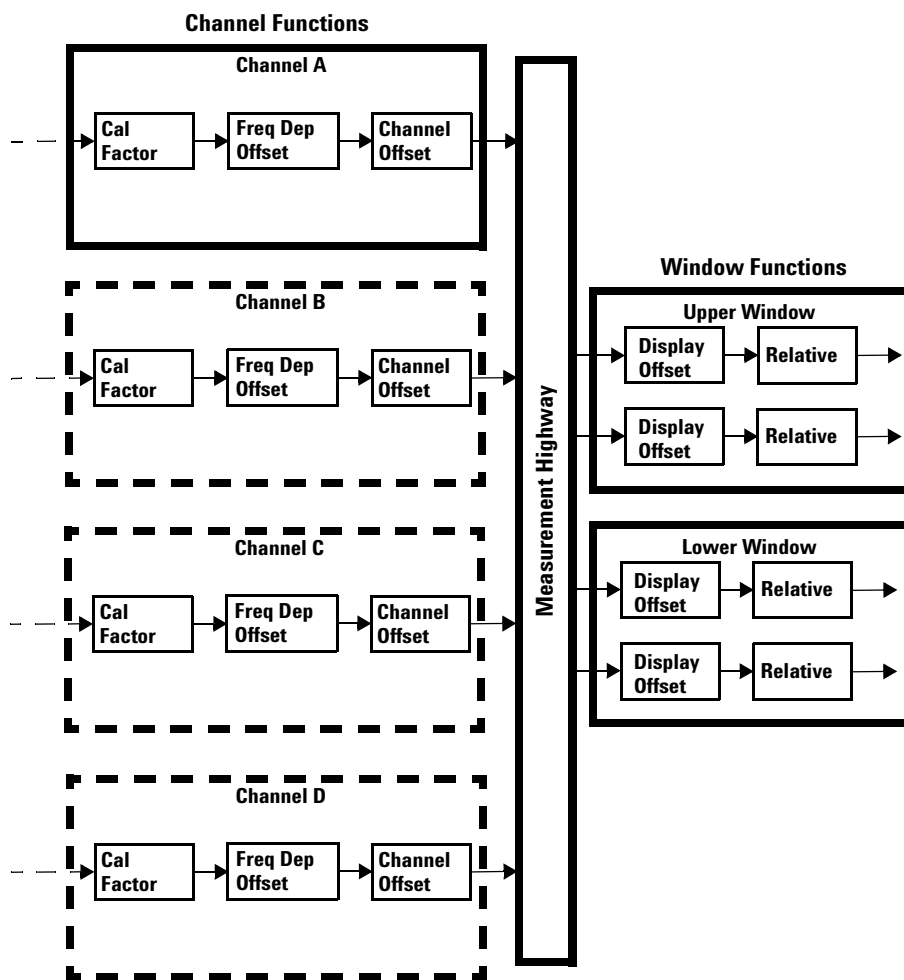 Channel Functions
Channel A
Cal
Factor
Freq Dep
Offset
Channel
Offset
Channel B
Cal
Factor
Freq Dep
Offset
Channel
Offset
Channel C
Cal
Factor
Freq Dep
Offset
Channel
Offset
Channel D
Cal
Factor
Freq Dep
Offset
Channel
Offset
Measurement Highway
Window Functions
Upper Window
Display
Offset
Relative
Display
Offset
Relative
Lower Window
Display
Offset
Relative
Display
Offset
Relative